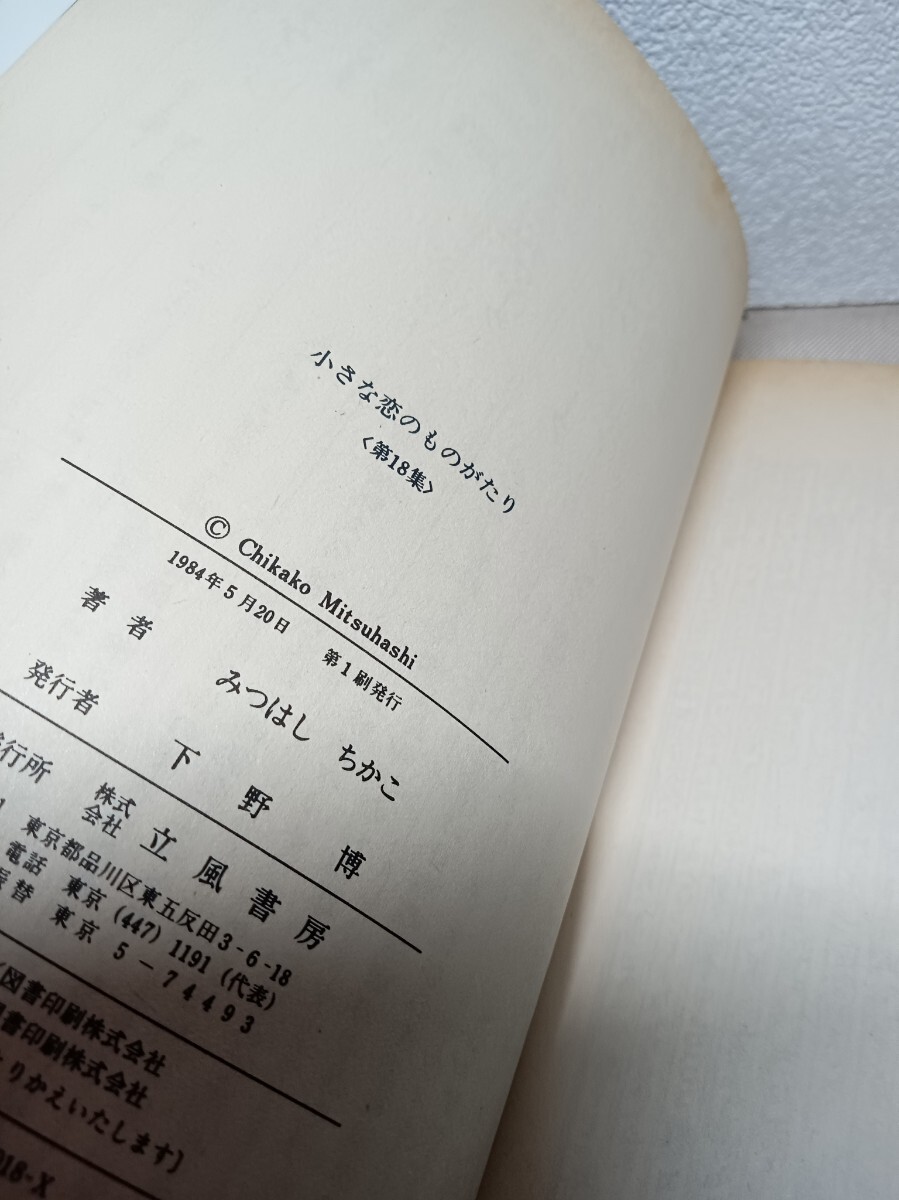 小さな恋のものがたり
〈第18集〉
© Chikako Mitsuhashi
1984年5月20日 第1刷発行
著者 みつはし ちかこ
発行者 下野 博
行所 株式会社 立風書房
東京都品川区東五反田3-6-18
電話 東京 (447) 1191 (代表)
振替 東京 5-74493
図書印刷株式会社
書印刷株式会社
りかえいたします〕
018-X